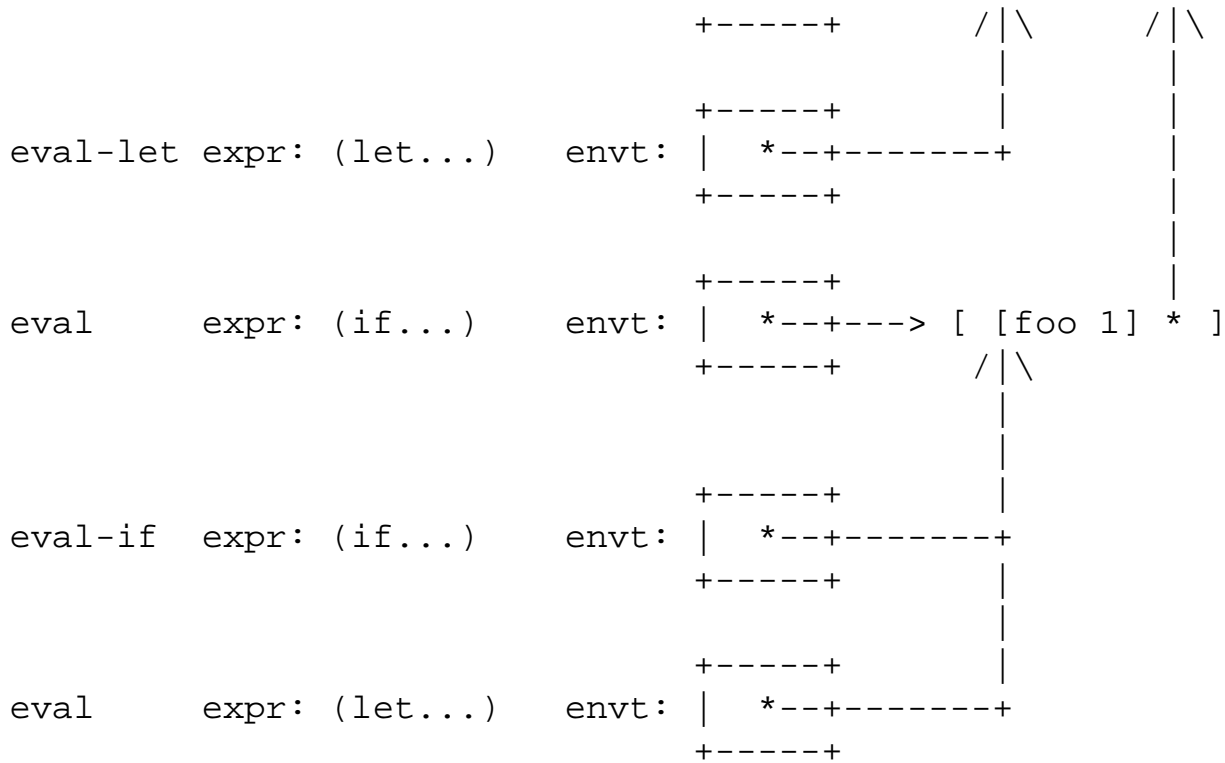 +-----+       /|\      /|\
                |        |
+-----+         |        |
eval-let expr: (let...)   envt: |  *--+-------+         |
+-----+                  |
                         |
+-----+                  |
eval     expr: (if...)    envt: |  *--+---> [ [foo 1] * ]
+-----+       /|\
                |
                |
+-----+         |
eval-if  expr: (if...)    envt: |  *--+-------+
+-----+         |
                |
+-----+         |
eval     expr: (let...)   envt: |  *--+-------+
+-----+